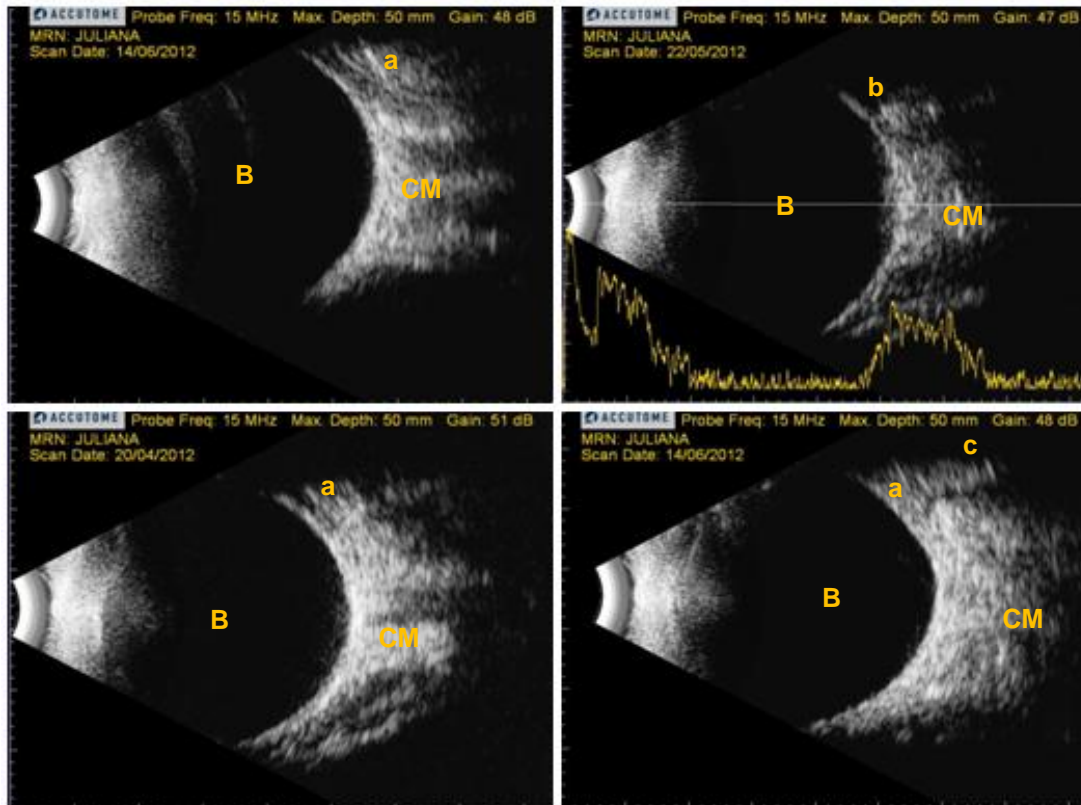 ACCUTOME Probe Freq: 15 MHz Max. Depth: 50 mm Gain: 48 dB
MRN: JULIANA
Scan Date: 14/06/2012
a
B
CM
ACCUTOME Probe Freq: 15 MHz Max. Depth: 50 mm Gain: 47 dB
MRN: JULIANA
Scan Date: 22/05/2012
b
B
CM
ACCUTOME Probe Freq: 15 MHz Max. Depth: 50 mm Gain: 51 dB
MRN: JULIANA
Scan Date: 20/04/2012
a
B
CM
ACCUTOME Probe Freq: 15 MHz Max. Depth: 50 mm Gain: 48 dB
MRN: JULIANA
Scan Date: 14/06/2012
c
a
B
CM